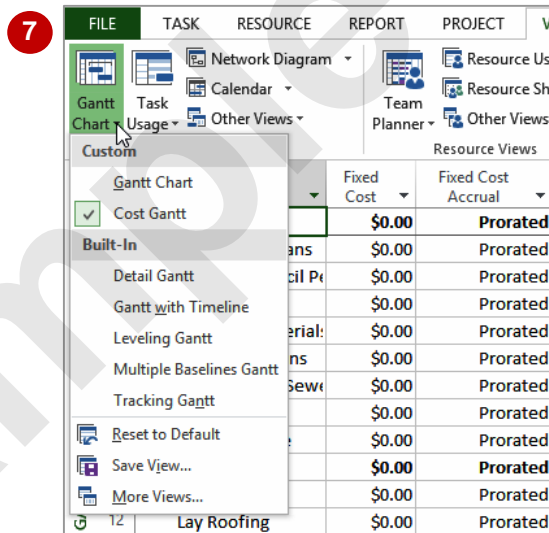 7
FILE TASK RESOURCE REPORT PROJECT
Gantt Chart
Task Usage
Network Diagram
Calendar
Other Views
Team Planner
Resource Us
Resource Sh
Other Views
Resource Views
Custom
Gantt Chart
Cost Gantt
Built-In
Detail Gantt
Gantt with Timeline
Leveling Gantt
Multiple Baselines Gantt
Tracking Gantt
Reset to Default
Save View...
More Views...
Fixed Cost
Fixed Cost Accrual
$0.00 Prorated
ans $0.00 Prorated
cil Pe $0.00 Prorated
$0.00 Prorated
erials $0.00 Prorated
ns $0.00 Prorated
Sewe $0.00 Prorated
$0.00 Prorated
$0.00 Prorated
$0.00 Prorated
$0.00 Prorated
12 Lay Roofing $0.00 Prorated